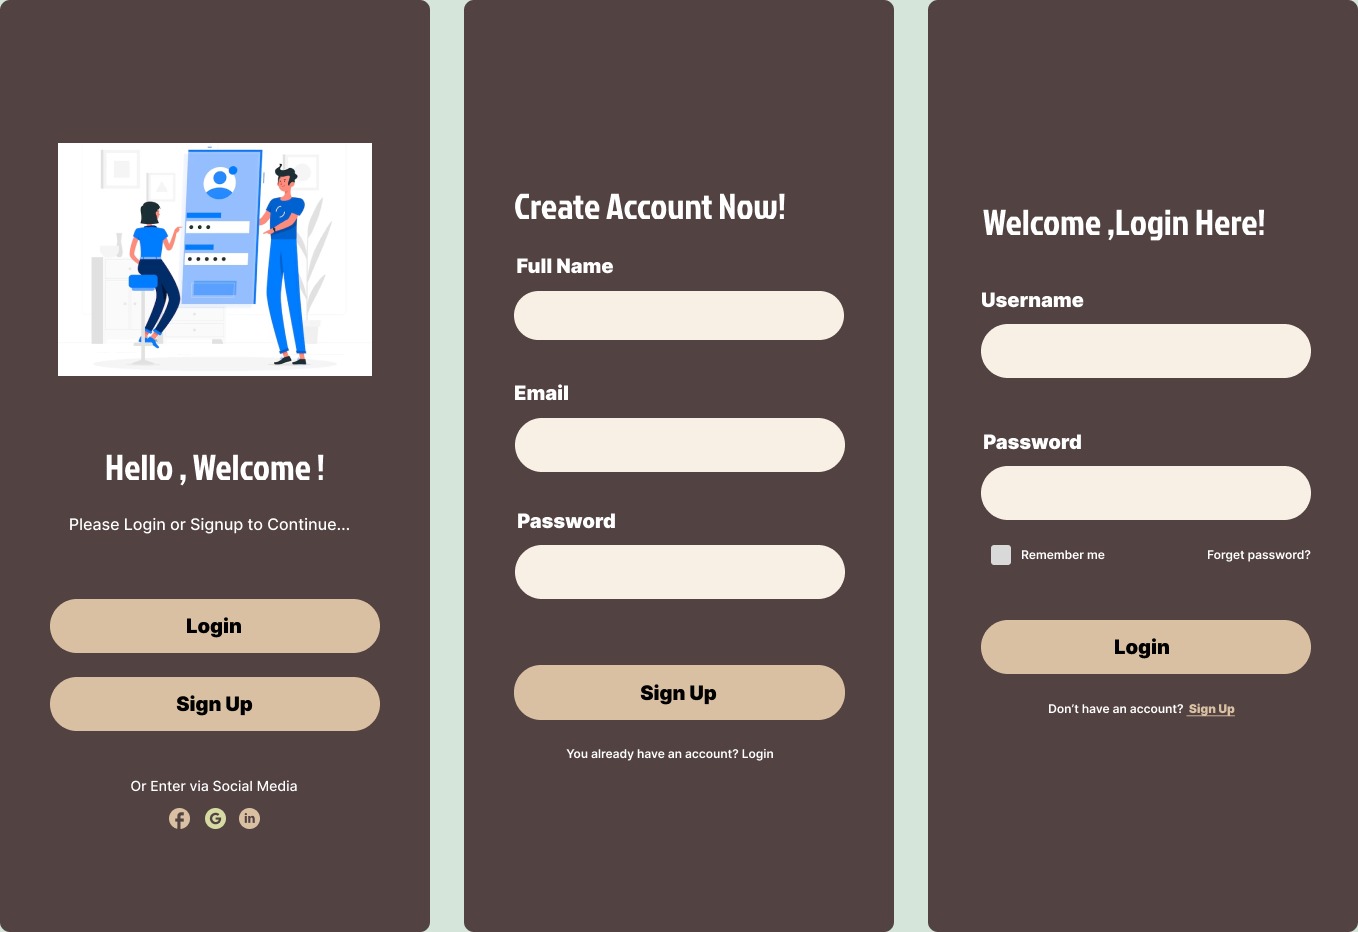 Hello , Welcome !
Please Login or Signup to Continue...
Login
Sign Up
Or Enter via Social Media
f G in
Create Account Now!
Full Name
Email
Password
Sign Up
You already have an account? Login
Welcome ,Login Here!
Username
Password
Remember me Forget password?
Login
Don't have an account? Sign Up